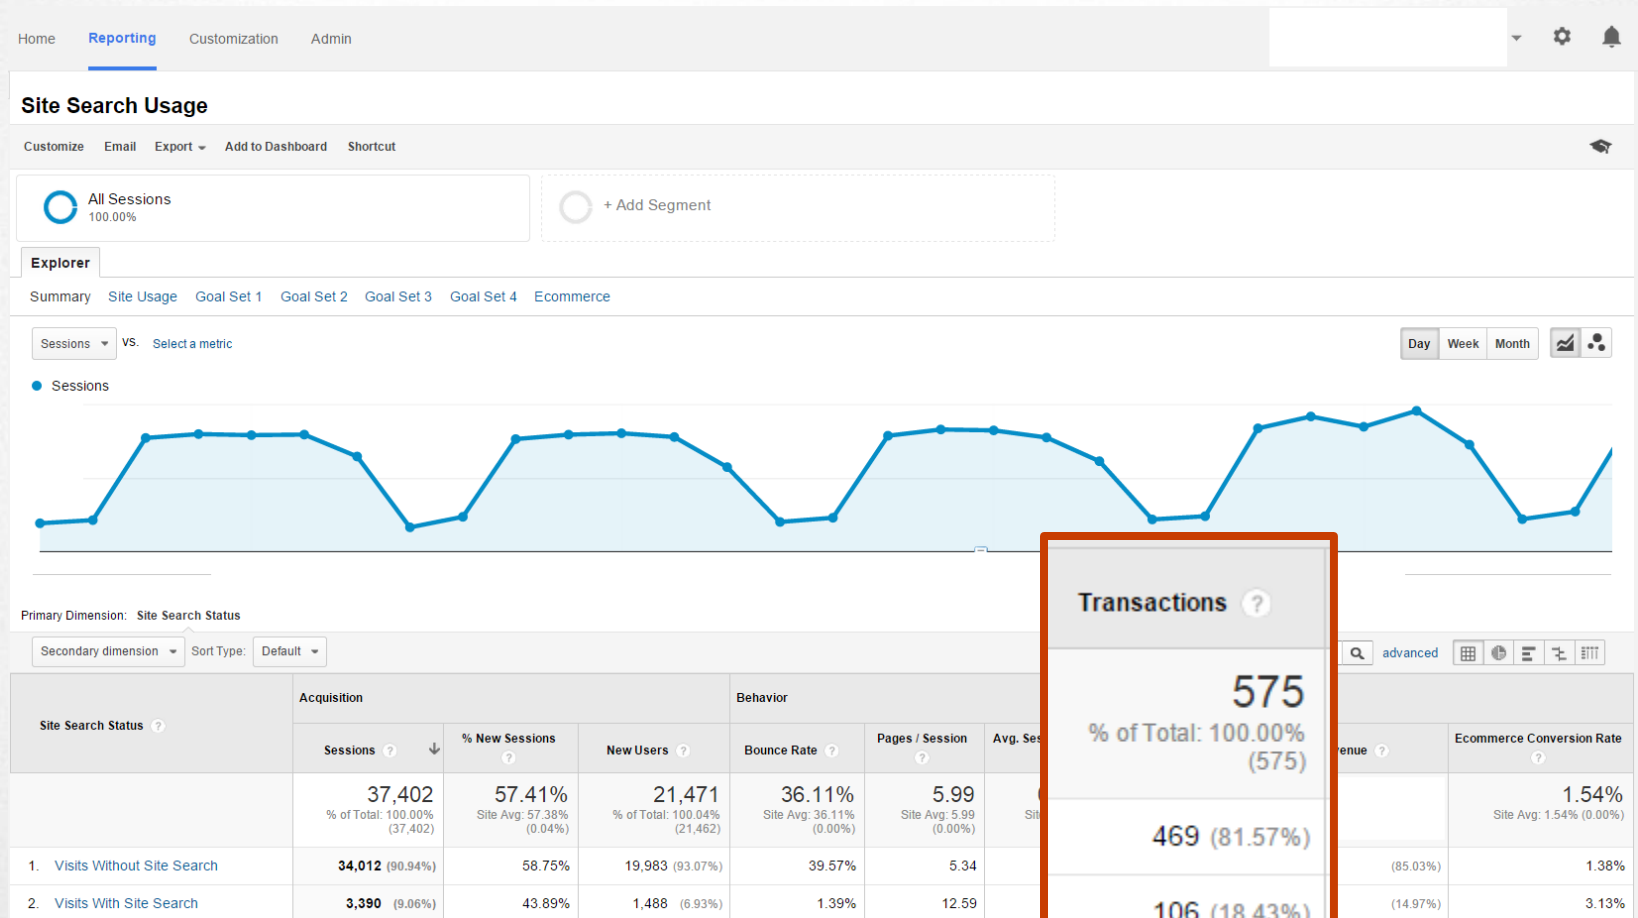 Home Reporting Customization Admin
Site Search Usage
Customize Email Export Add to Dashboard Shortcut
All Sessions
100.00%
+ Add Segment
Explorer
Summary Site Usage Goal Set 1 Goal Set 2 Goal Set 3 Goal Set 4 Ecommerce
Sessions VS. Select a metric
Day Week Month
Sessions
Primary Dimension: Site Search Status
Secondary dimension Sort Type: Default
advanced
Transactions ?
575
% of Total: 100.00%
(575)
469 (81.57%)
106 (18.43%)
Acquisition Behavior
Site Search Status ?
Sessions ? % New Sessions ? New Users ? Bounce Rate ? Pages / Session ? Avg. Ses enue ? Ecommerce Conversion Rate ?
37,402 57.41% 21,471 36.11% 5.99 1.54%
% of Total: 100.00% Site Avg: 57.38% % of Total: 100.04% Site Avg: 36.11% Site Avg: 5.99 Sit Site Avg: 1.54% (0.00%)
(37,402) (0.04%) (21,462) (0.00%) (0.00%)
1. Visits Without Site Search 34,012 (90.94%) 58.75% 19,983 (93.07%) 39.57% 5.34 (85.03%) 1.38%
2. Visits With Site Search 3,390 (9.06%) 43.89% 1,488 (6.93%) 1.39% 12.59 (14.97%) 3.13%